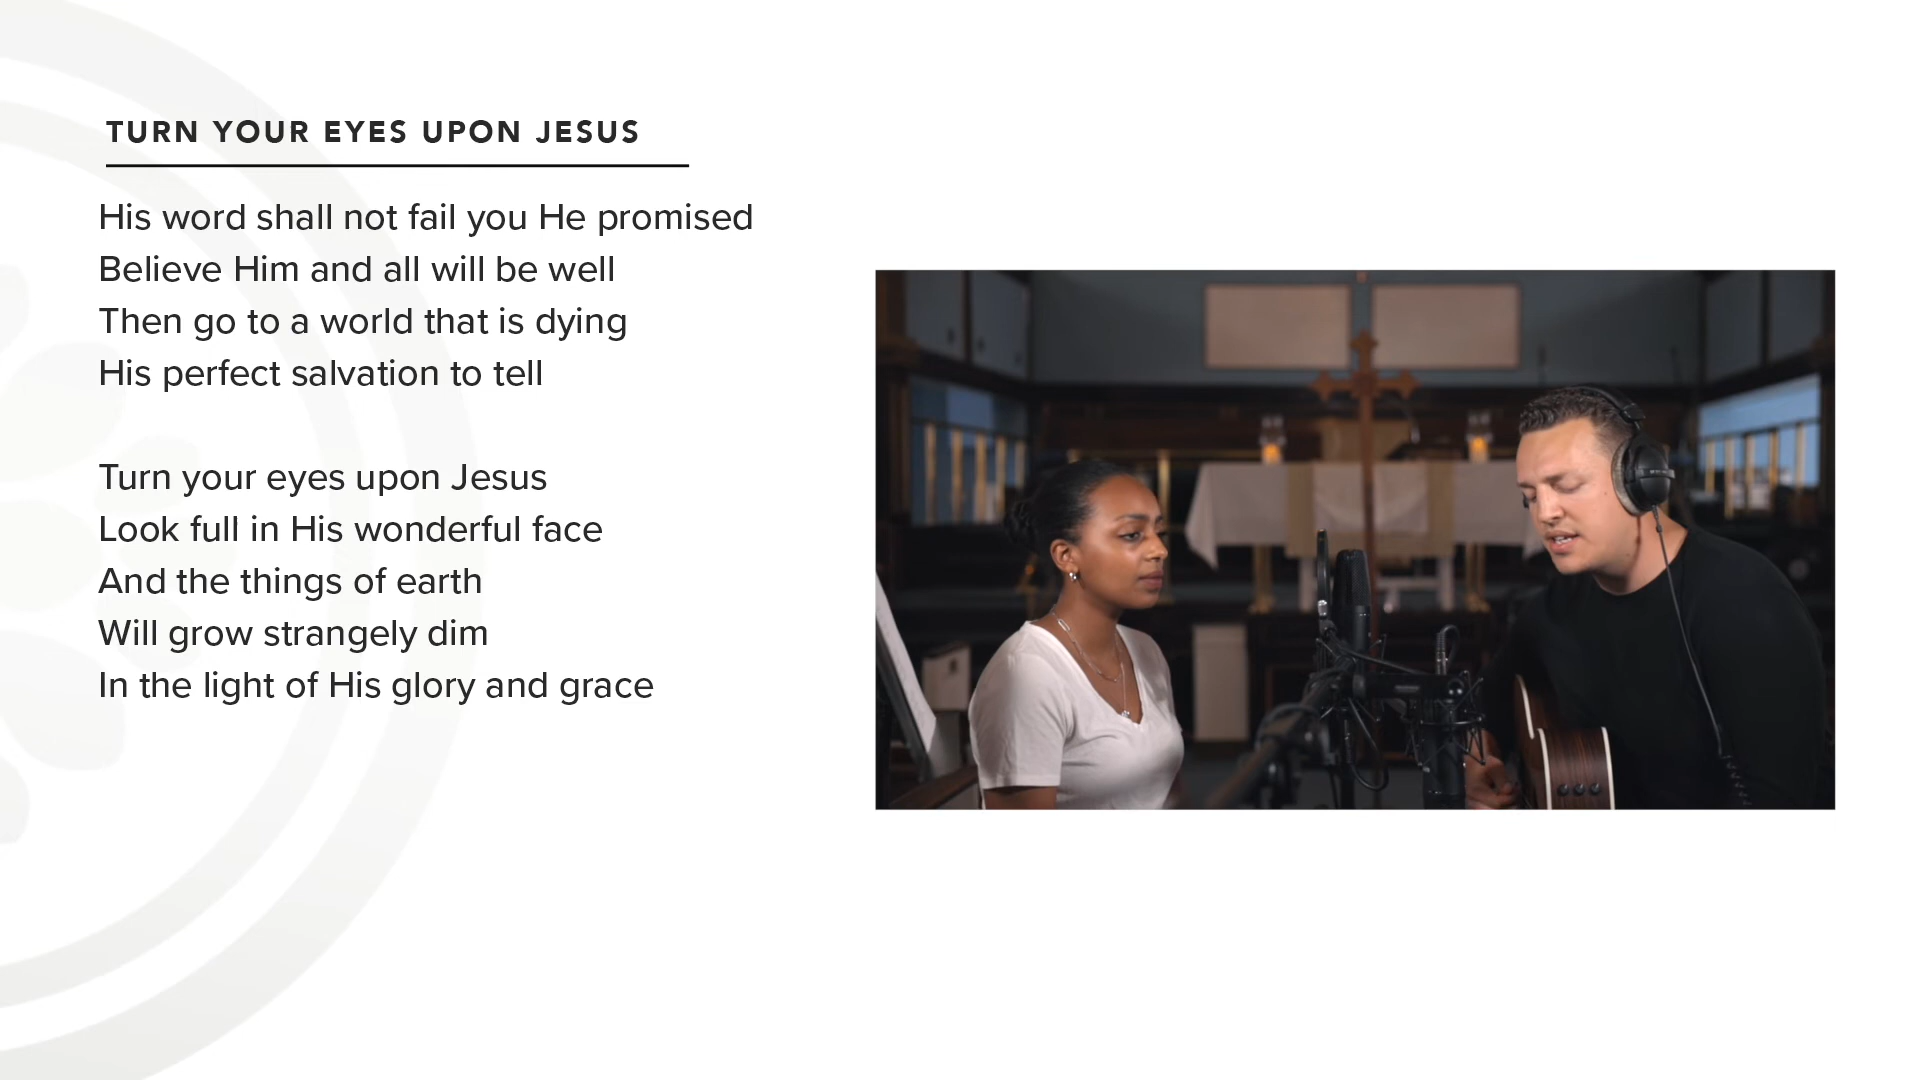 TURN YOUR EYES UPON JESUS
His word shall not fail you He promised
Believe Him and all will be well
Then go to a world that is dying
His perfect salvation to tell
Turn your eyes upon Jesus
Look full in His wonderful face
And the things of earth
Will grow strangely dim
In the light of His glory and grace